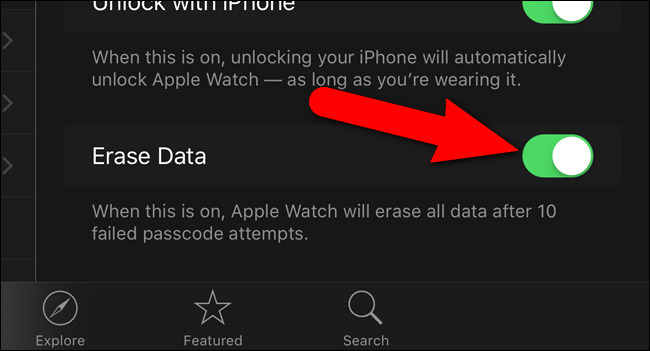 Unlock with iPhone
When this is on, unlocking your iPhone will automatically
unlock Apple Watch — as long as you’re wearing it.
Erase Data
When this is on, Apple Watch will erase all data after 10
failed passcode attempts.
Explore
Featured
Search